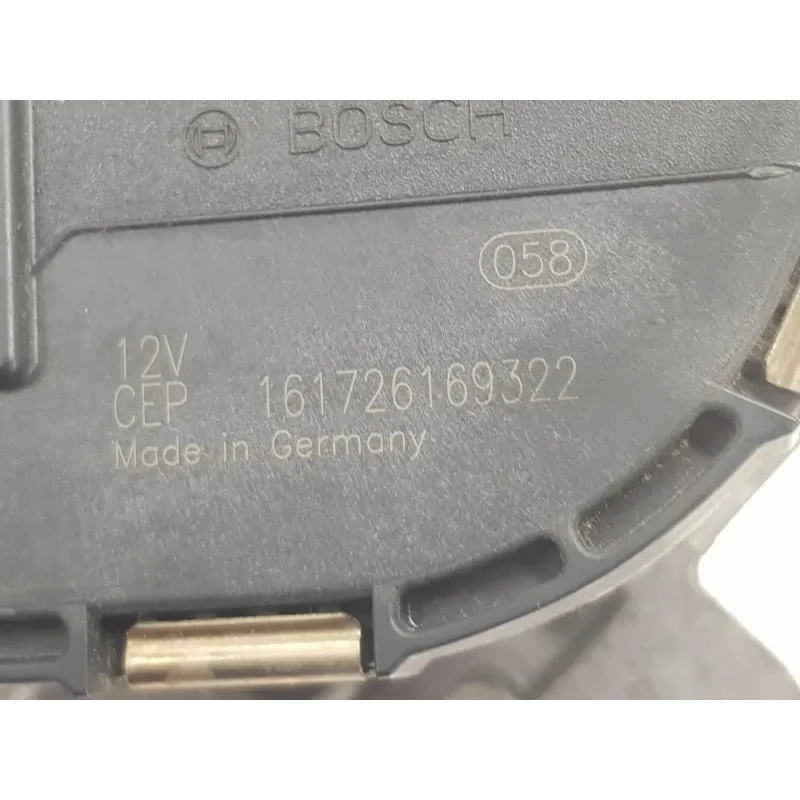 BOSCH
058
12V
CEP 161726169322
Made in Germany